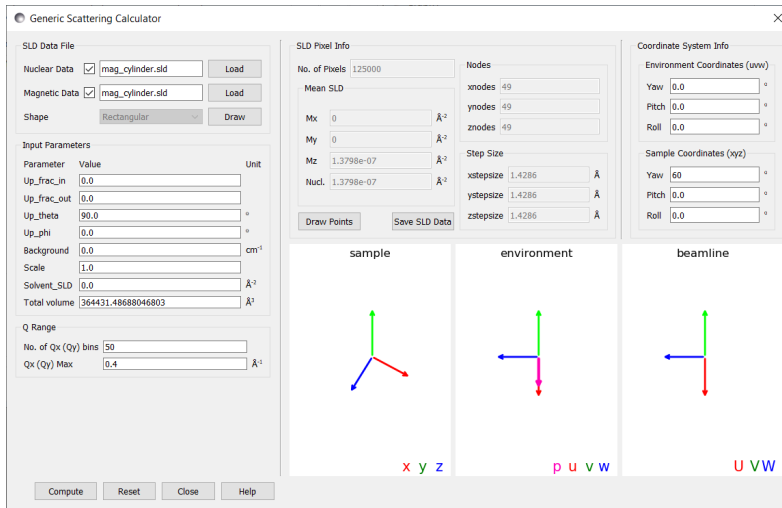 Generic Scattering Calculator
SLD Data File
Nuclear Data mag_cylinder.sld Load
Magnetic Data mag_cylinder.sld Load
Shape Rectangular Draw
Input Parameters
Parameter Value Unit
Up_frac_in 0.0
Up_frac_out 0.0
Up_theta 90.0 °
Up_phi 0.0 °
Background 0.0 cm⁻¹
Scale 1.0
Solvent_SLD 0.0 Å⁻²
Total volume 364431.48688046803 Å³
Q Range
No. of Qx (Qy) bins 50
Qx (Qy) Max 0.4 Å⁻¹
Compute Reset Close Help
SLD Pixel Info
No. of Pixels 125000
Mean SLD
Mx 0 Å⁻²
My 0 Å⁻²
Mz 1.3798e-07 Å⁻²
Nucl. 1.3798e-07 Å⁻²
Draw Points Save SLD Data
Nodes
xnodes 49
ynodes 49
znodes 49
Step Size
xstepsize 1.4286 Å
ystepsize 1.4286 Å
zstepsize 1.4286 Å
Coordinate System Info
Environment Coordinates (uvw)
Yaw 0.0 °
Pitch 0.0 °
Roll 0.0 °
Sample Coordinates (xyz)
Yaw 60 °
Pitch 0.0 °
Roll 0.0 °
sample
x y z
environment
p u v w
beamline
U V W